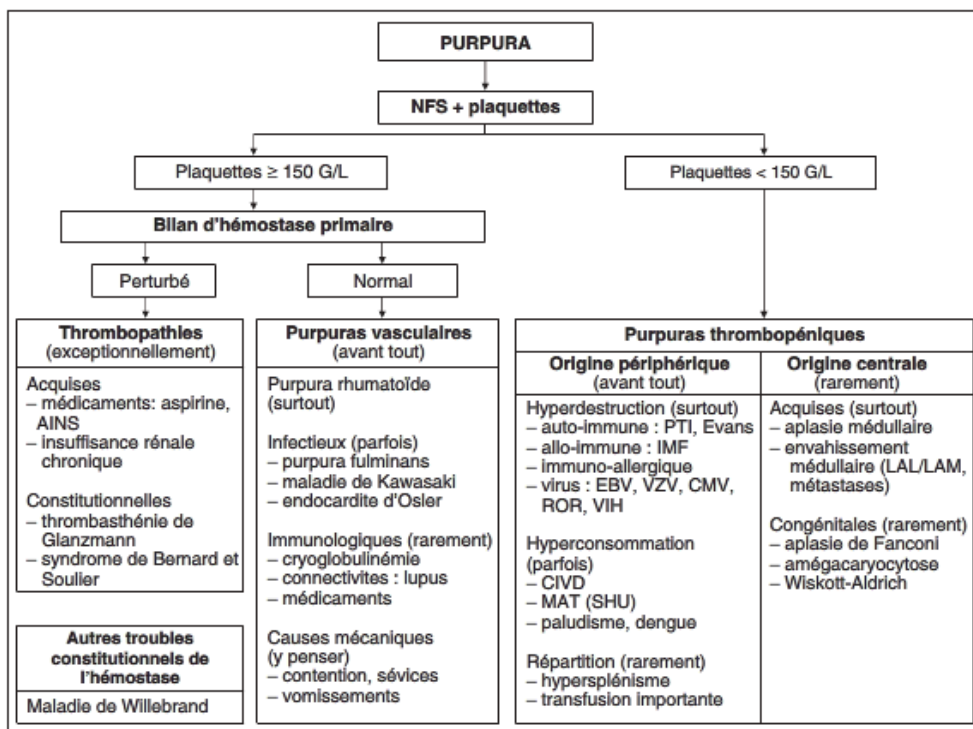 PURPURA
NFS + plaquettes
Plaquettes ≥ 150 G/L
Plaquettes < 150 G/L
Bilan d'hémostase primaire
Perturbé
Normal
Thrombopathies
(exceptionnellement)
Acquises
– médicaments: aspirine,
AINS
– insuffisance rénale
chronique
Constitutionnelles
– thrombasthénie de
Glanzmann
– syndrome de Bernard et
Soulier
Autres troubles
constitutionnels de
l'hémostase
Maladie de Willebrand
Purpuras vasculaires
(avant tout)
Purpura rhumatoïde
(surtout)
Infectieux (parfois)
– purpura fulminans
– maladie de Kawasaki
– endocardite d'Osler
Immunologiques (rarement)
– cryoglobulinémie
– connectivites : lupus
– médicaments
Causes mécaniques
(y penser)
– contention, sévices
– vomissements
Purpuras thrombopéniques
Origine périphérique
(avant tout)
Hyperdestruction (surtout)
– auto-immune : PTI, Evans
– allo-immune : IMF
– immuno-allergique
– virus : EBV, VZV, CMV,
ROR, VIH
Hyperconsommation
(parfois)
– CIVD
– MAT (SHU)
– paludisme, dengue
Répartition (rarement)
– hypersplénisme
– transfusion importante
Origine centrale
(rarement)
Acquises (surtout)
– aplasie médullaire
– envahissement
médullaire (LAL/LAM,
métastases)
Congénitales (rarement)
– aplasie de Fanconi
– amégacaryocytose
– Wiskott-Aldrich